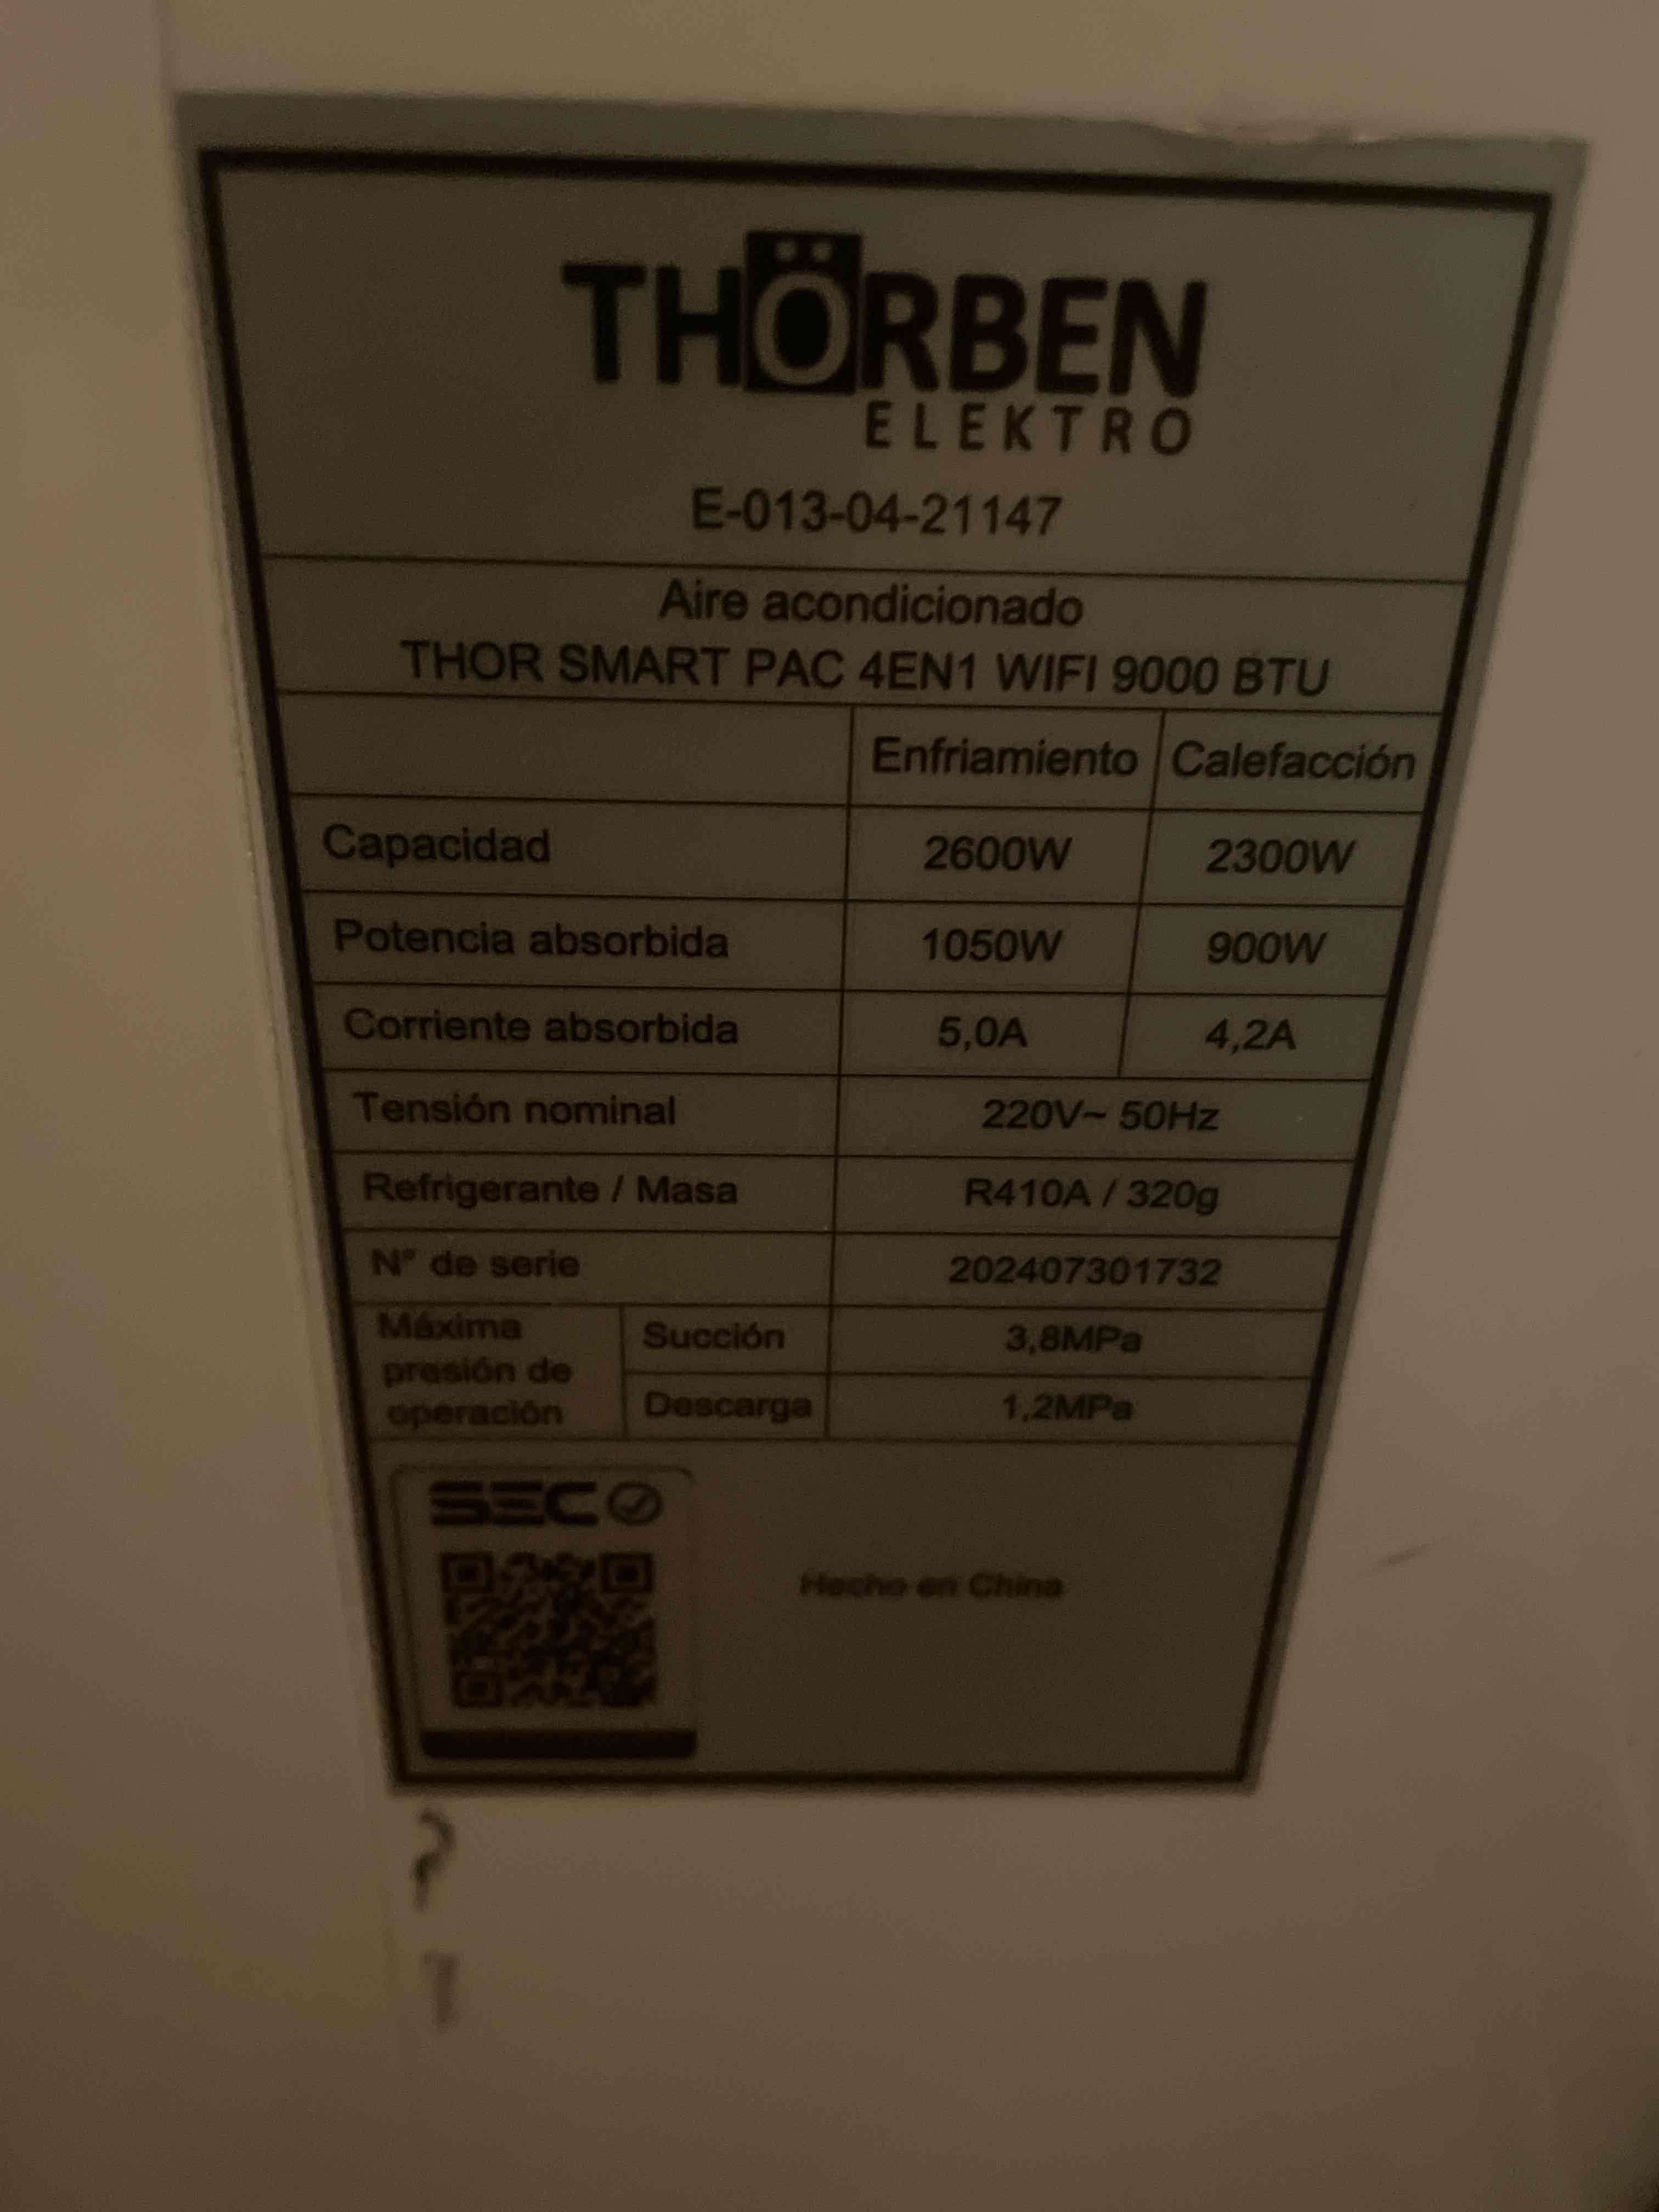 THÖRBEN
ELEKTRO
E-013-04-21147
Aire acondicionado
THOR SMART PAC 4EN1 WIFI 9000 BTU
Enfriamiento Calefacción
Capacidad 2600W 2300W
Potencia absorbida 1050W 900W
Corriente absorbida 5,0A 4,2A
Tensión nominal 220V~ 50Hz
Refrigerante / Masa R410A / 320g
N° de serie 202407301732
Máxima presión de operación
Succión 3,8MPa
Descarga 1,2MPa
SEC
Hecho en China